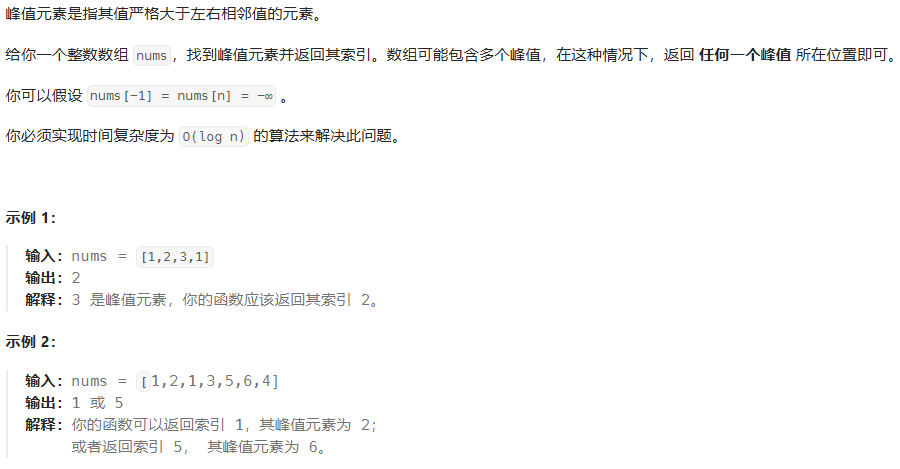 峰值元素是指其值严格大于左右相邻值的元素。
给你一个整数数组 nums，找到峰值元素并返回其索引。数组可能包含多个峰值，在这种情况下，返回 任何一个峰值 所在位置即可。
你可以假设 nums[-1] = nums[n] = -∞ 。
你必须实现时间复杂度为 O(log n) 的算法来解决此问题。
示例 1：
输入：nums = [1,2,3,1]
输出：2
解释：3 是峰值元素，你的函数应该返回其索引 2。
示例 2：
输入：nums = [1,2,1,3,5,6,4]
输出：1 或 5
解释：你的函数可以返回索引 1，其峰值元素为 2；
或者返回索引 5， 其峰值元素为 6。